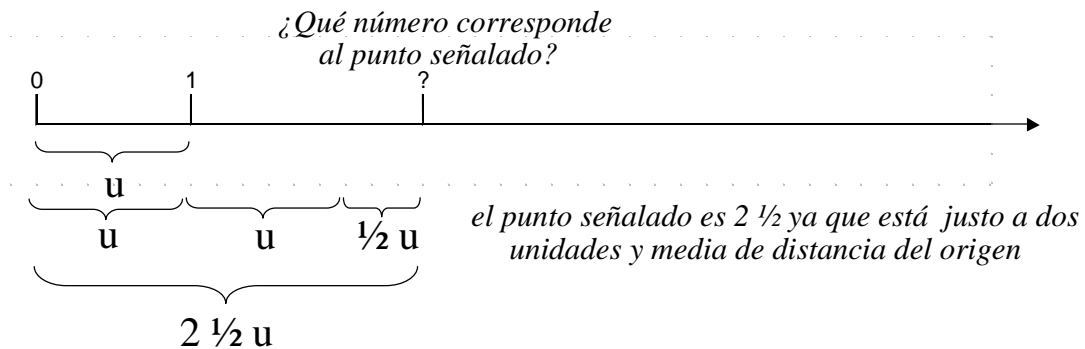 ¿Qué número corresponde
al punto señalado?
0 1 ?
u
u u ½ u
el punto señalado es 2 ½ ya que está justo a dos
unidades y media de distancia del origen
2 ½ u